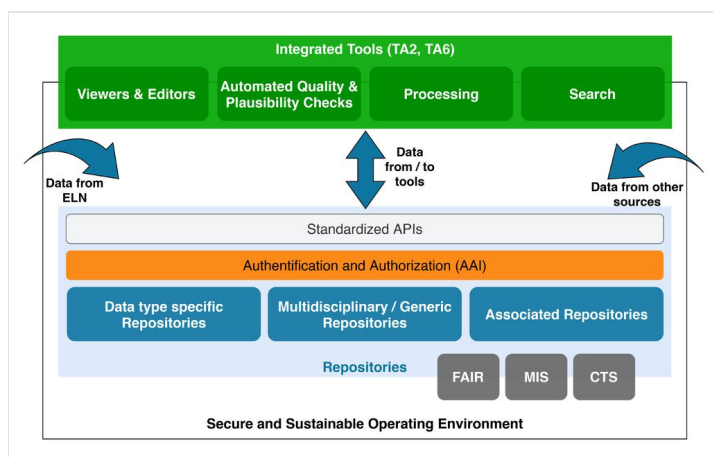 Integrated Tools (TA2, TA6)
Viewers & Editors
Automated Quality &
Plausibility Checks
Processing
Search
Data from
ELN
Data
from / to
tools
Data from other
sources
Standardized APIs
Authentification and Authorization (AAI)
Data type specific
Repositories
Multidisciplinary / Generic
Repositories
Associated Repositories
Repositories
FAIR
MIS
CTS
Secure and Sustainable Operating Environment